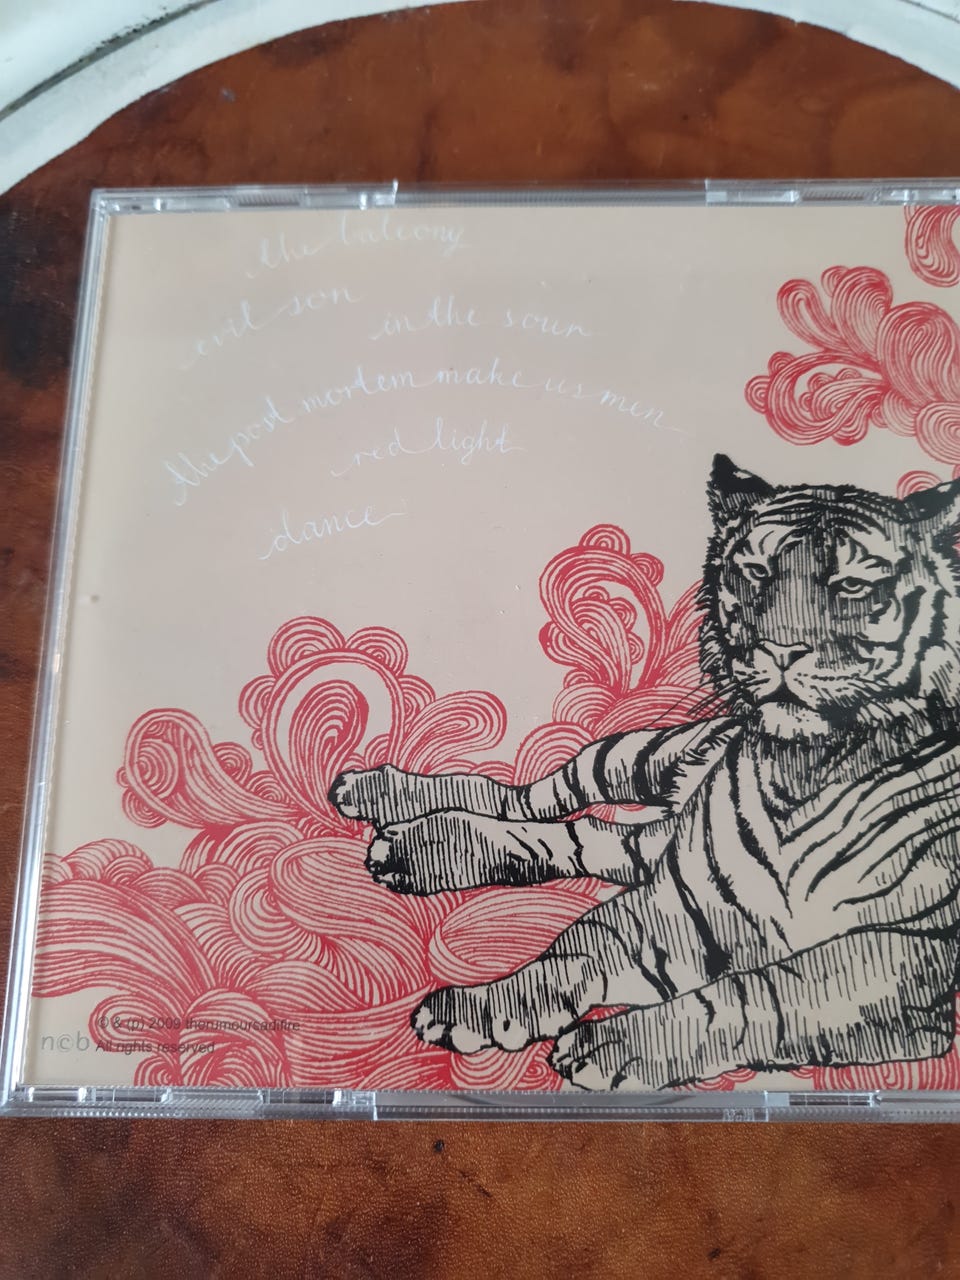 the balcony
evil son
in the sour
the post mortem make us men
red light
dance
© & (p) 2009 therumourcadifire
n©b All rights reserved